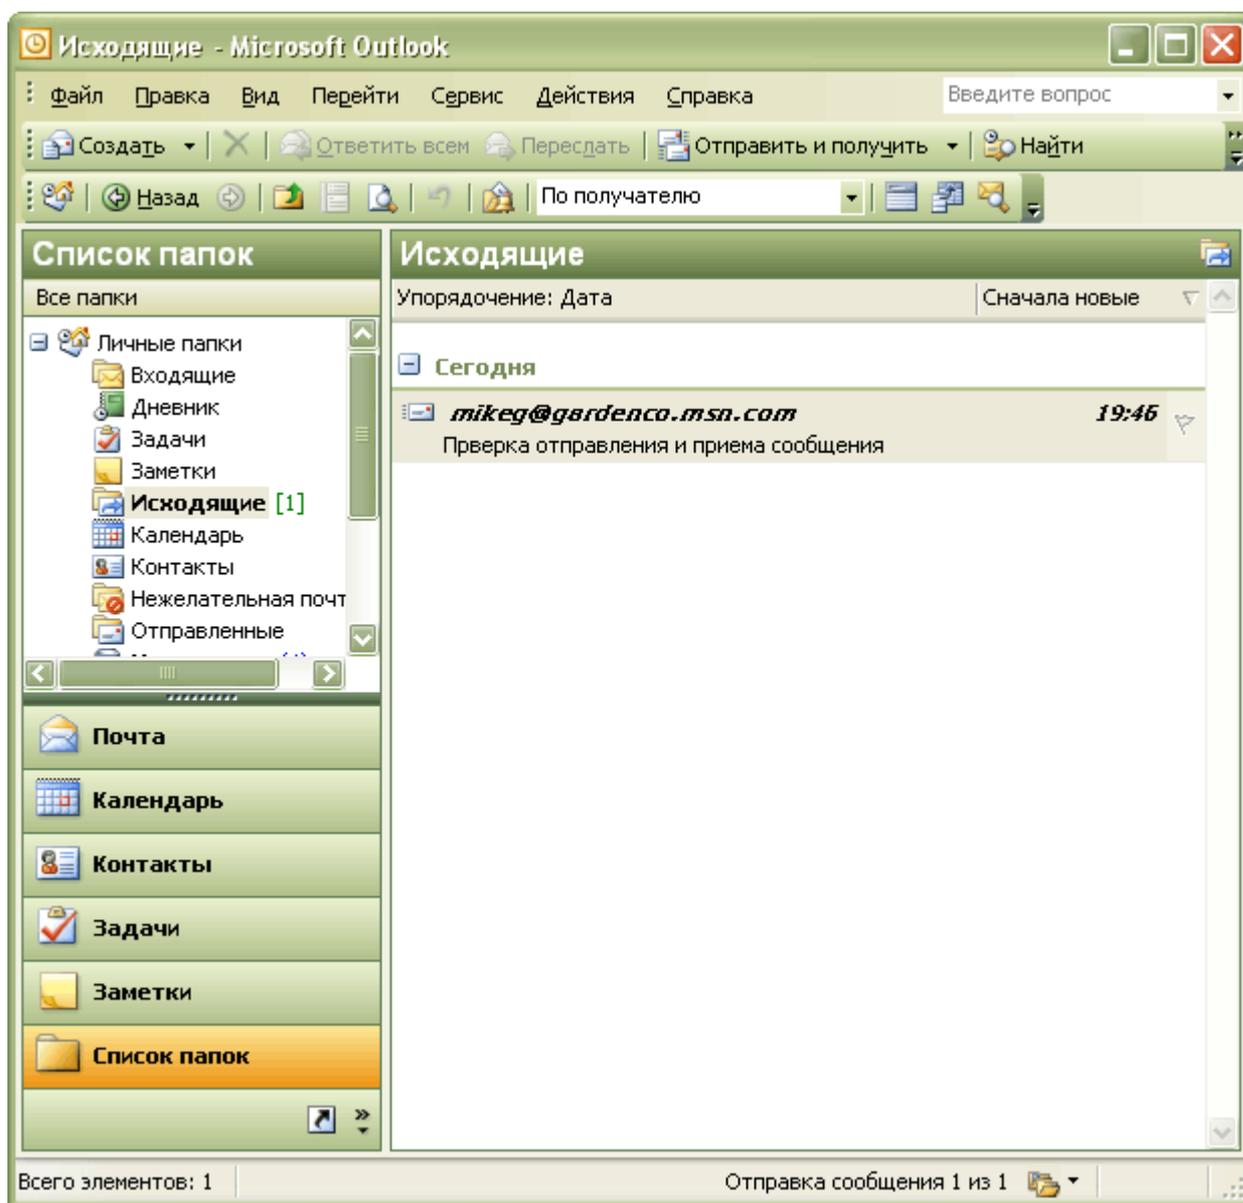 Исходящие - Microsoft Outlook
Файл Правка Вид Перейти Сервис Действия Справка Введите вопрос
Создать Ответить всем Переслать Отправить и получить Найти
Назад По получателю
Список папок
Все папки
Личные папки
Входящие
Дневник
Задачи
Заметки
Исходящие [1]
Календарь
Контакты
Нежелательная почт
Отправленные
Почта
Календарь
Контакты
Задачи
Заметки
Список папок
Исходящие
Упорядочение: Дата Сначала новые
Сегодня
mikeg@gardenco.msn.com 19:46
Прверка отправления и приема сообщения
Всего элементов: 1 Отправка сообщения 1 из 1